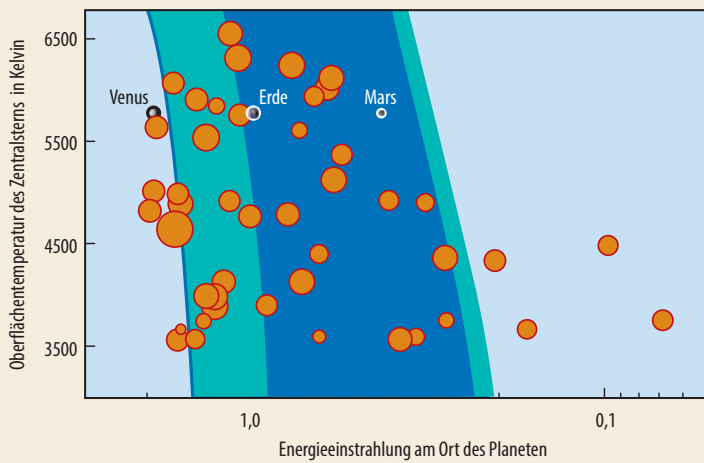 Oberflächentemperatur des Zentralsterns in Kelvin
6500
5500
4500
3500
Venus
Erde
Mars
1,0
0,1
Energieeinstrahlung am Ort des Planeten